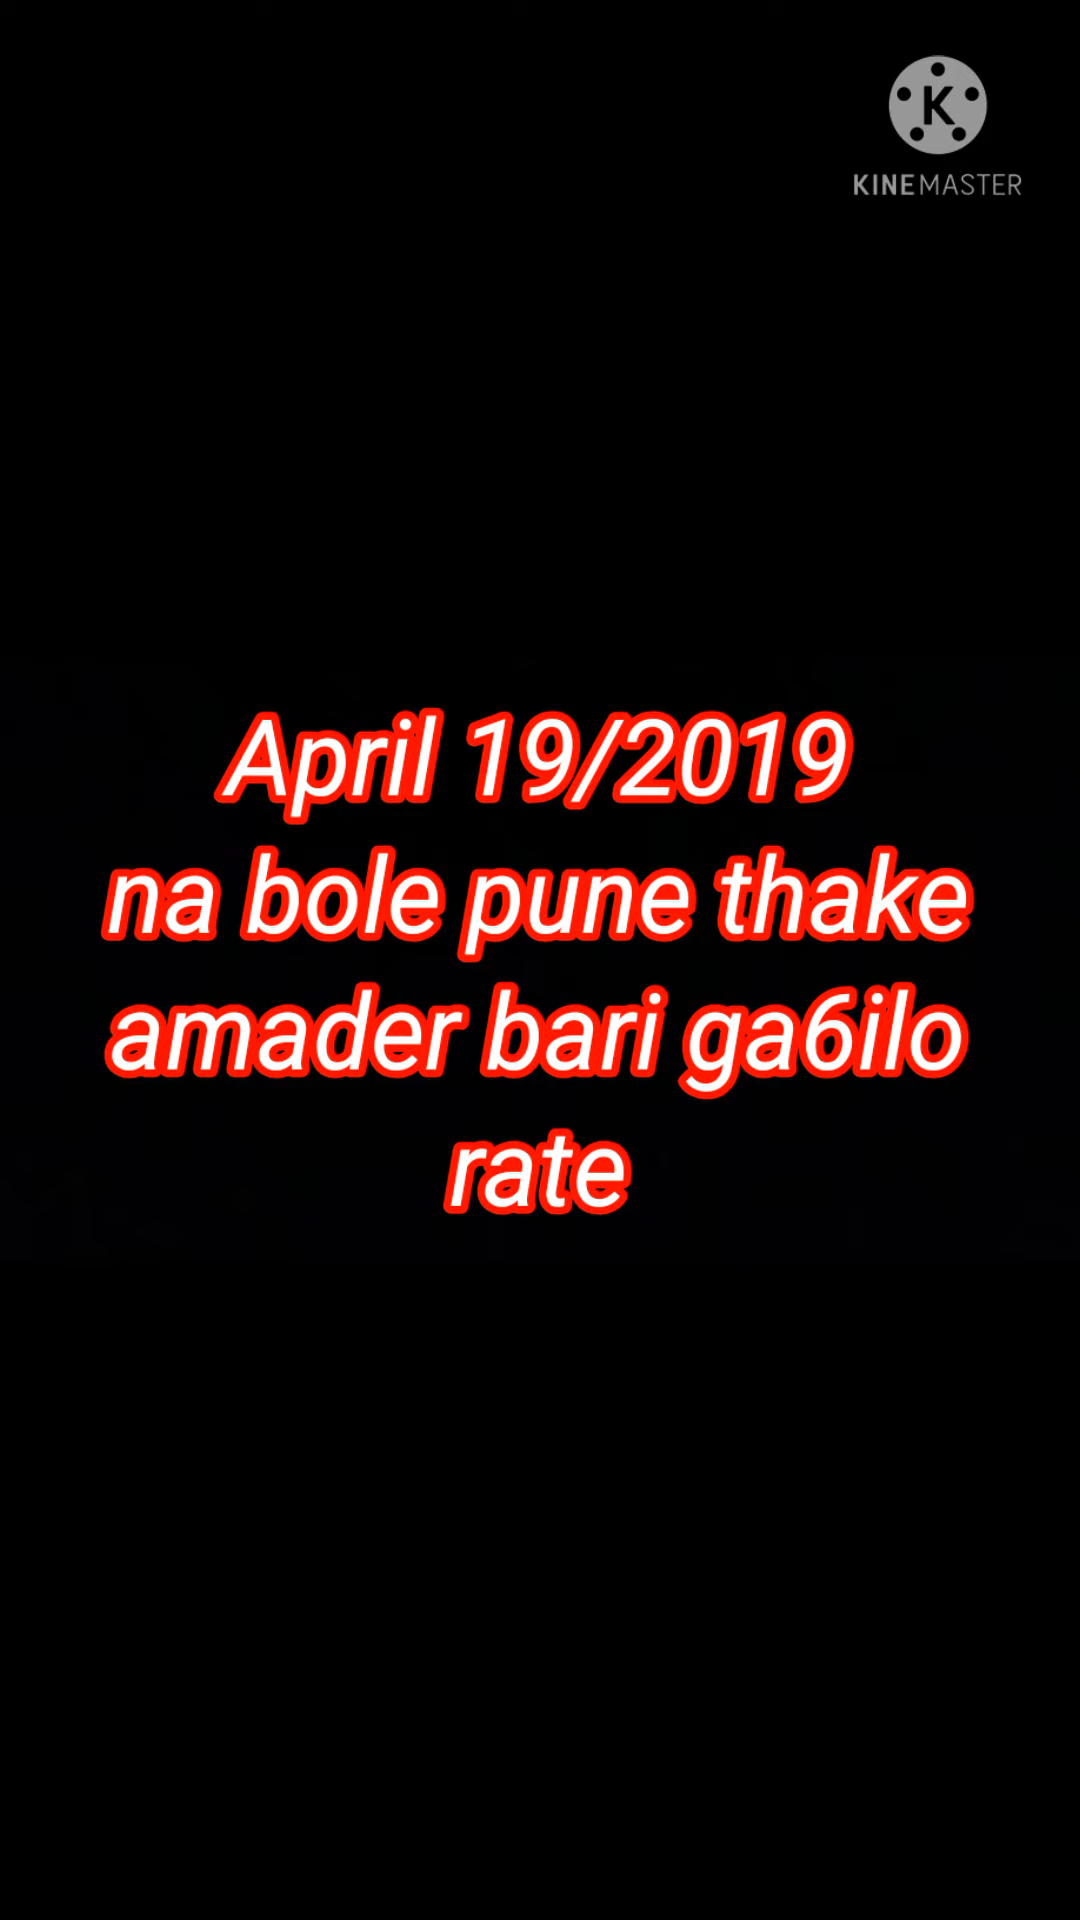 KINEMASTER
April 19/2019
na bole pune thake
amader bari ga6ilo
rate